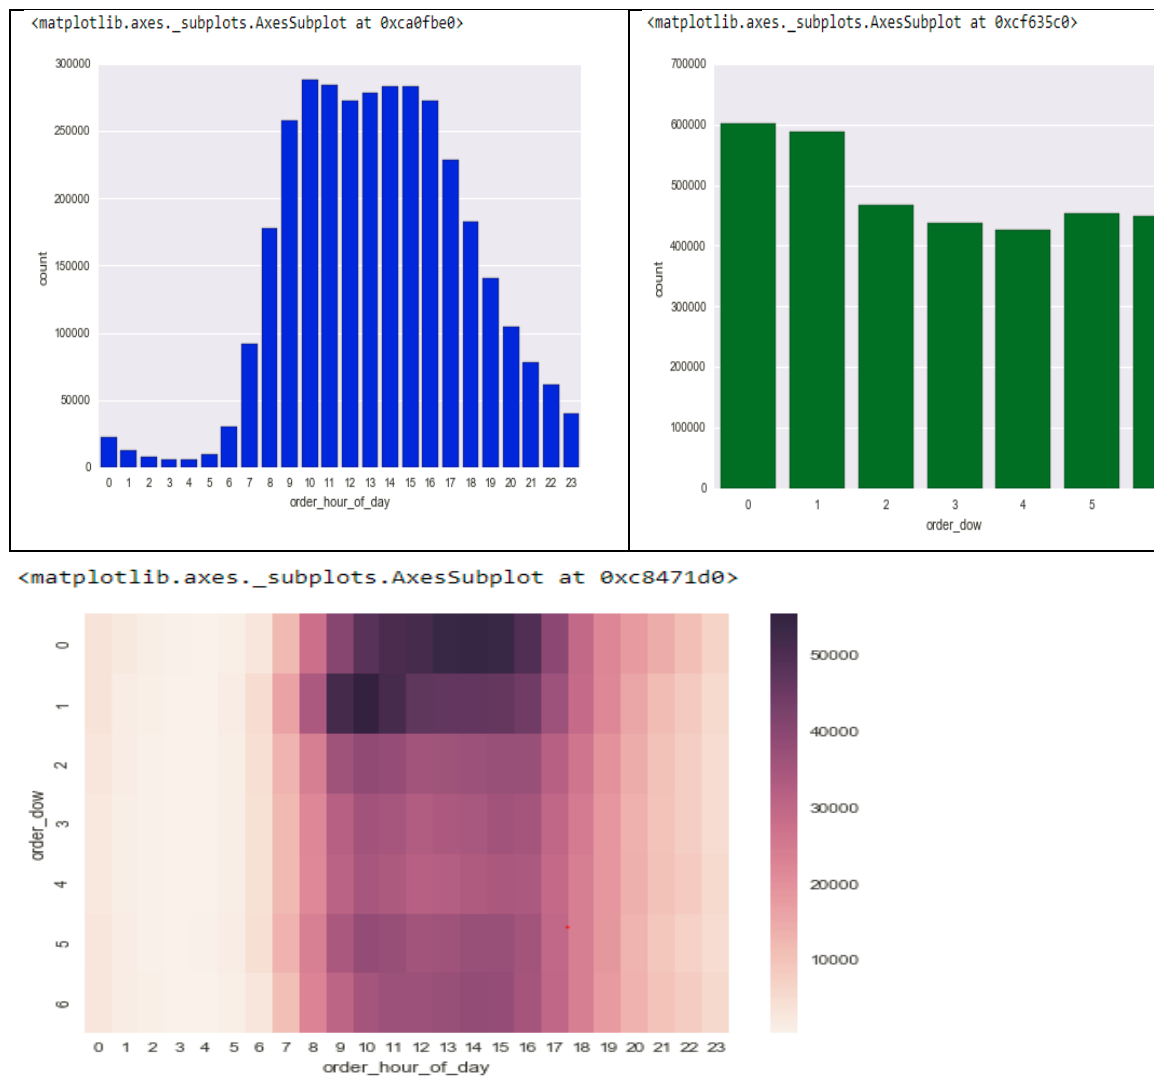 <matplotlib.axes._subplots.AxesSubplot at 0xca0fbe0>
300000
250000
200000
150000
100000
50000
0
count
0 1 2 3 4 5 6 7 8 9 10 11 12 13 14 15 16 17 18 19 20 21 22 23
order_hour_of_day
<matplotlib.axes._subplots.AxesSubplot at 0xcf635c0>
700000
600000
500000
400000
300000
200000
100000
0
count
0 1 2 3 4 5
order_dow
<matplotlib.axes._subplots.AxesSubplot at 0xc8471d0>
order_dow
0
1
2
3
4
5
6
0 1 2 3 4 5 6 7 8 9 10 11 12 13 14 15 16 17 18 19 20 21 22 23
order_hour_of_day
50000
40000
30000
20000
10000